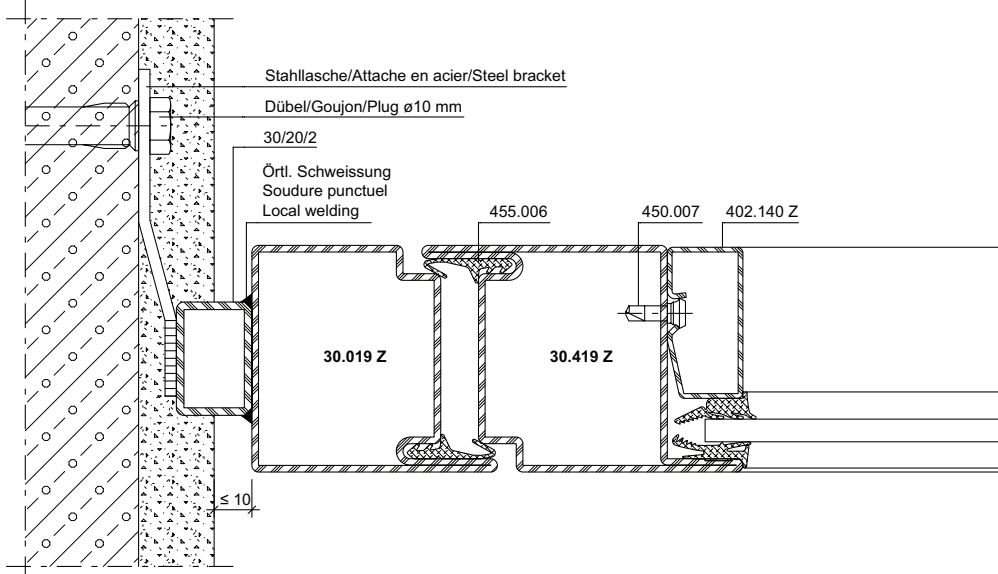 Stahllasche/Attache en acier/Steel bracket
Dübel/Goujon/Plug ø10 mm
30/20/2
Örtl. Schweissung
Soudure punctuel
Local welding
455.006
450.007
402.140 Z
30.019 Z
30.419 Z
≤ 10